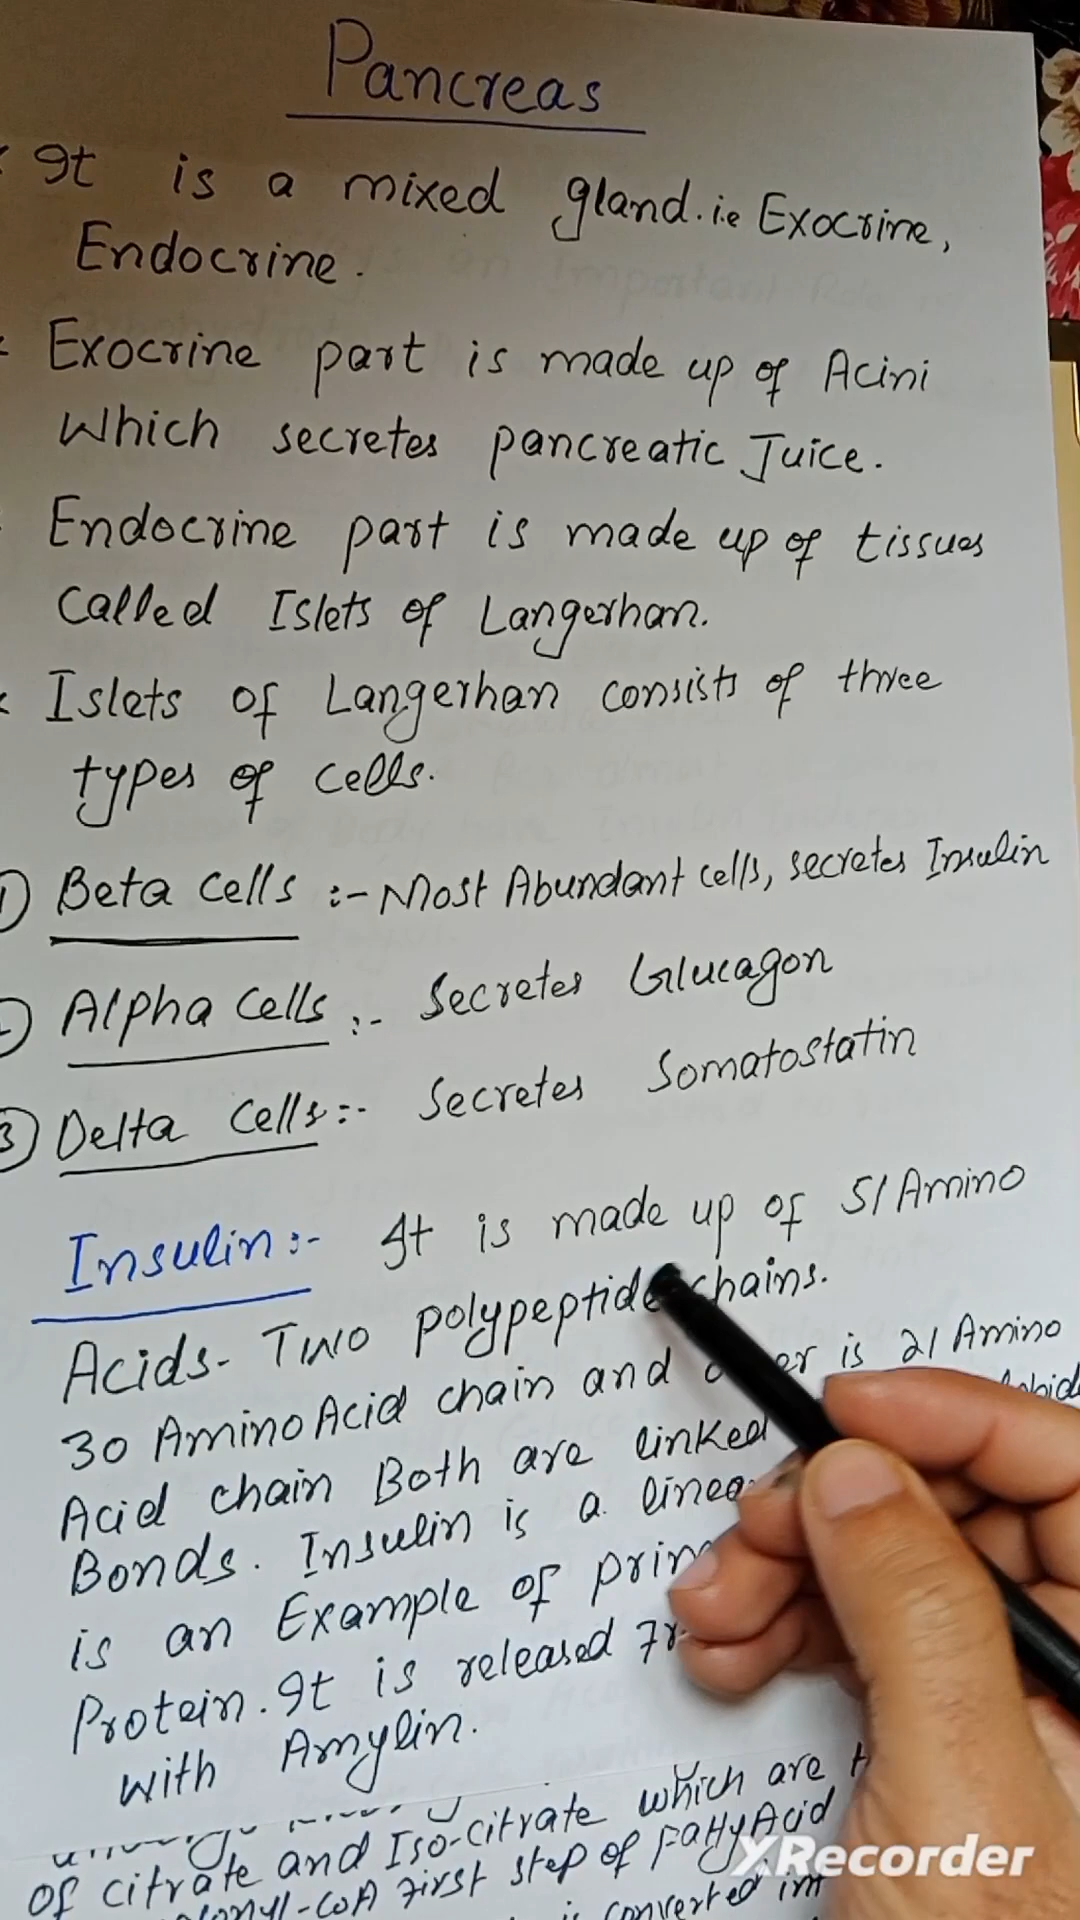 Pancreas
It is a mixed gland. i.e Exocrine,
Endocrine.
Exocrine part is made up of Acini
Which secretes pancreatic Juice.
Endocrine part is made up of tissues
Called Islets of Langerhan.
Islets of Langerhan consists of three
types of cells.
1 Beta cells :- Most Abundant cells, secretes Insulin
2 Alpha cells :- Secretes Glucagon
3 Delta cells :- Secretes Somatostatin
Insulin :- It is made up of 51 Amino
Acids. Two polypeptide chains.
30 Amino Acid chain and other is 21 Amino
Acid chain Both are linked
Bonds. Insulin is a
is an Example of
Protein. It is released
with Amylin.
of citrate and Iso-citrate which are
first step of Fatty Acid
is converted
XRecorder